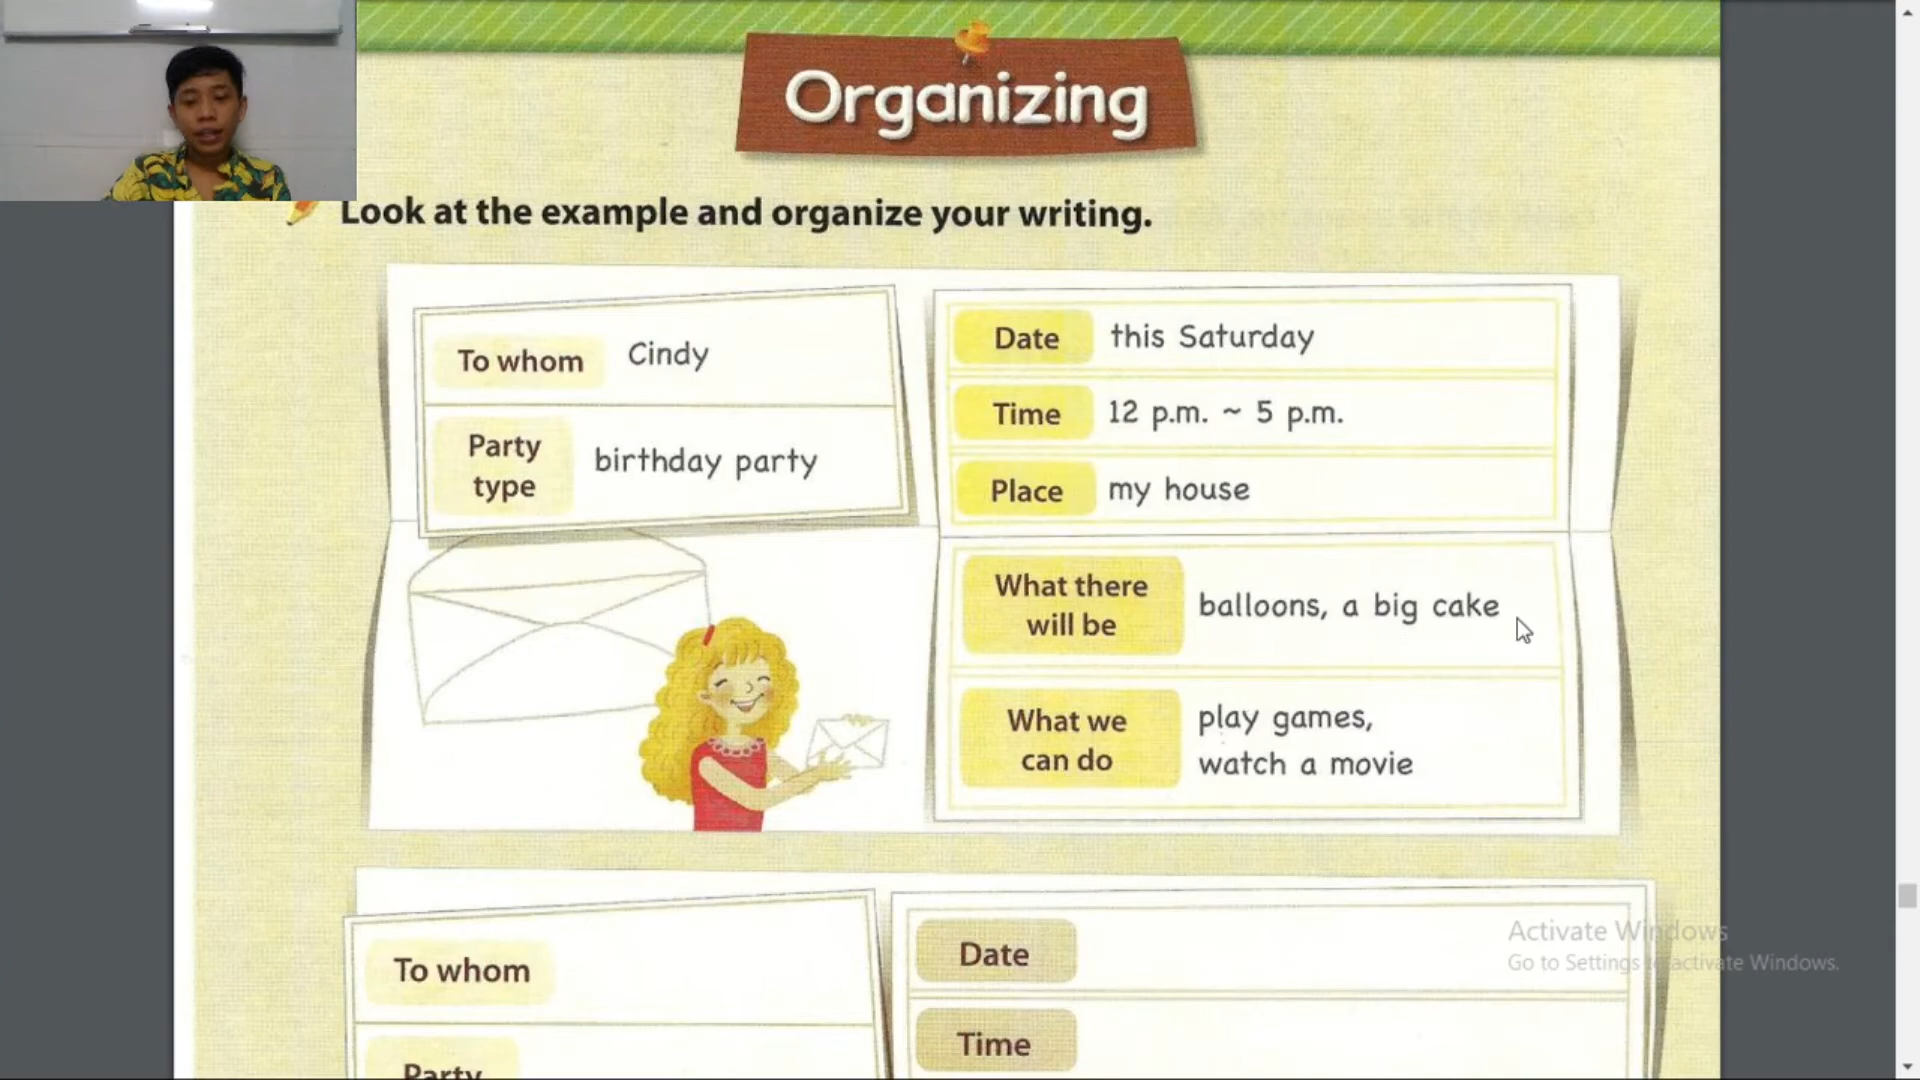 Organizing
Look at the example and organize your writing.
To whom Cindy
Party type birthday party
Date this Saturday
Time 12 p.m. ~ 5 p.m.
Place my house
What there will be balloons, a big cake
What we can do play games, watch a movie
To whom
Party
Date
Time
Activate Windows
Go to Settings to activate Windows.